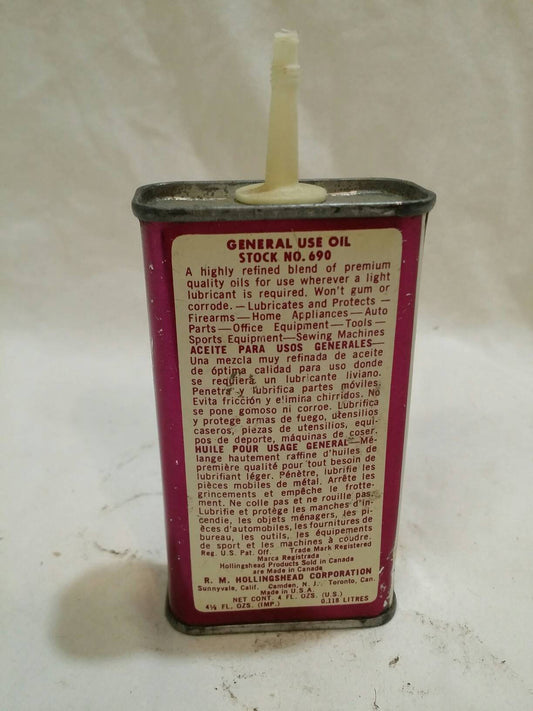 GENERAL USE OIL
STOCK NO. 690
A highly refined blend of premium
quality oils for use wherever a light
lubricant is required. Won't gum or
corrode. — Lubricates and Protects —
Firearms — Home Appliances — Auto
Parts — Office Equipment — Tools —
Sports Equipment — Sewing Machines
ACEITE PARA USOS GENERALES—
Una mezcla muy refinada de aceite
de óptima calidad para uso donde
se requiera un lubricante liviano.
Penetra y lubrifica partes móviles.
Evita fricción y elimina chirridos. No
se pone gomoso ni corroe. Lubrifica
y protege armas de fuego, utensilios
caseros, piezas de utensilios, equi-
pos de deporte, máquinas de coser.
HUILE POUR USAGE GENERAL—Mé-
lange hautement raffine d'huiles de
première qualité pour tout besoin de
lubrifiant léger. Pénètre, lubrifie les
pièces mobiles de métal. Arrête les
grincements et empêche le frotte-
ment. Ne colle pas et ne rouille pas.
Lubrifie et protège les manches d'in-
cendie, les objets ménagers, les pi-
èces d'automobiles, les fournitures de
bureau, les outils, les équipements
de sport et les machines à coudre.
Reg. U.S. Pat. Off. Trade Mark Registered
Marca Registrada
Hollingshead Products Sold in Canada
are Made in Canada
R. M. HOLLINGSHEAD CORPORATION
Sunnyvale, Calif. Camden, N. J. Toronto, Can.
Made in U.S.A.
NET CONT. 4 FL. OZS. (U.S.)
4⅛ FL. OZS. (IMP.) 0.118 LITRES